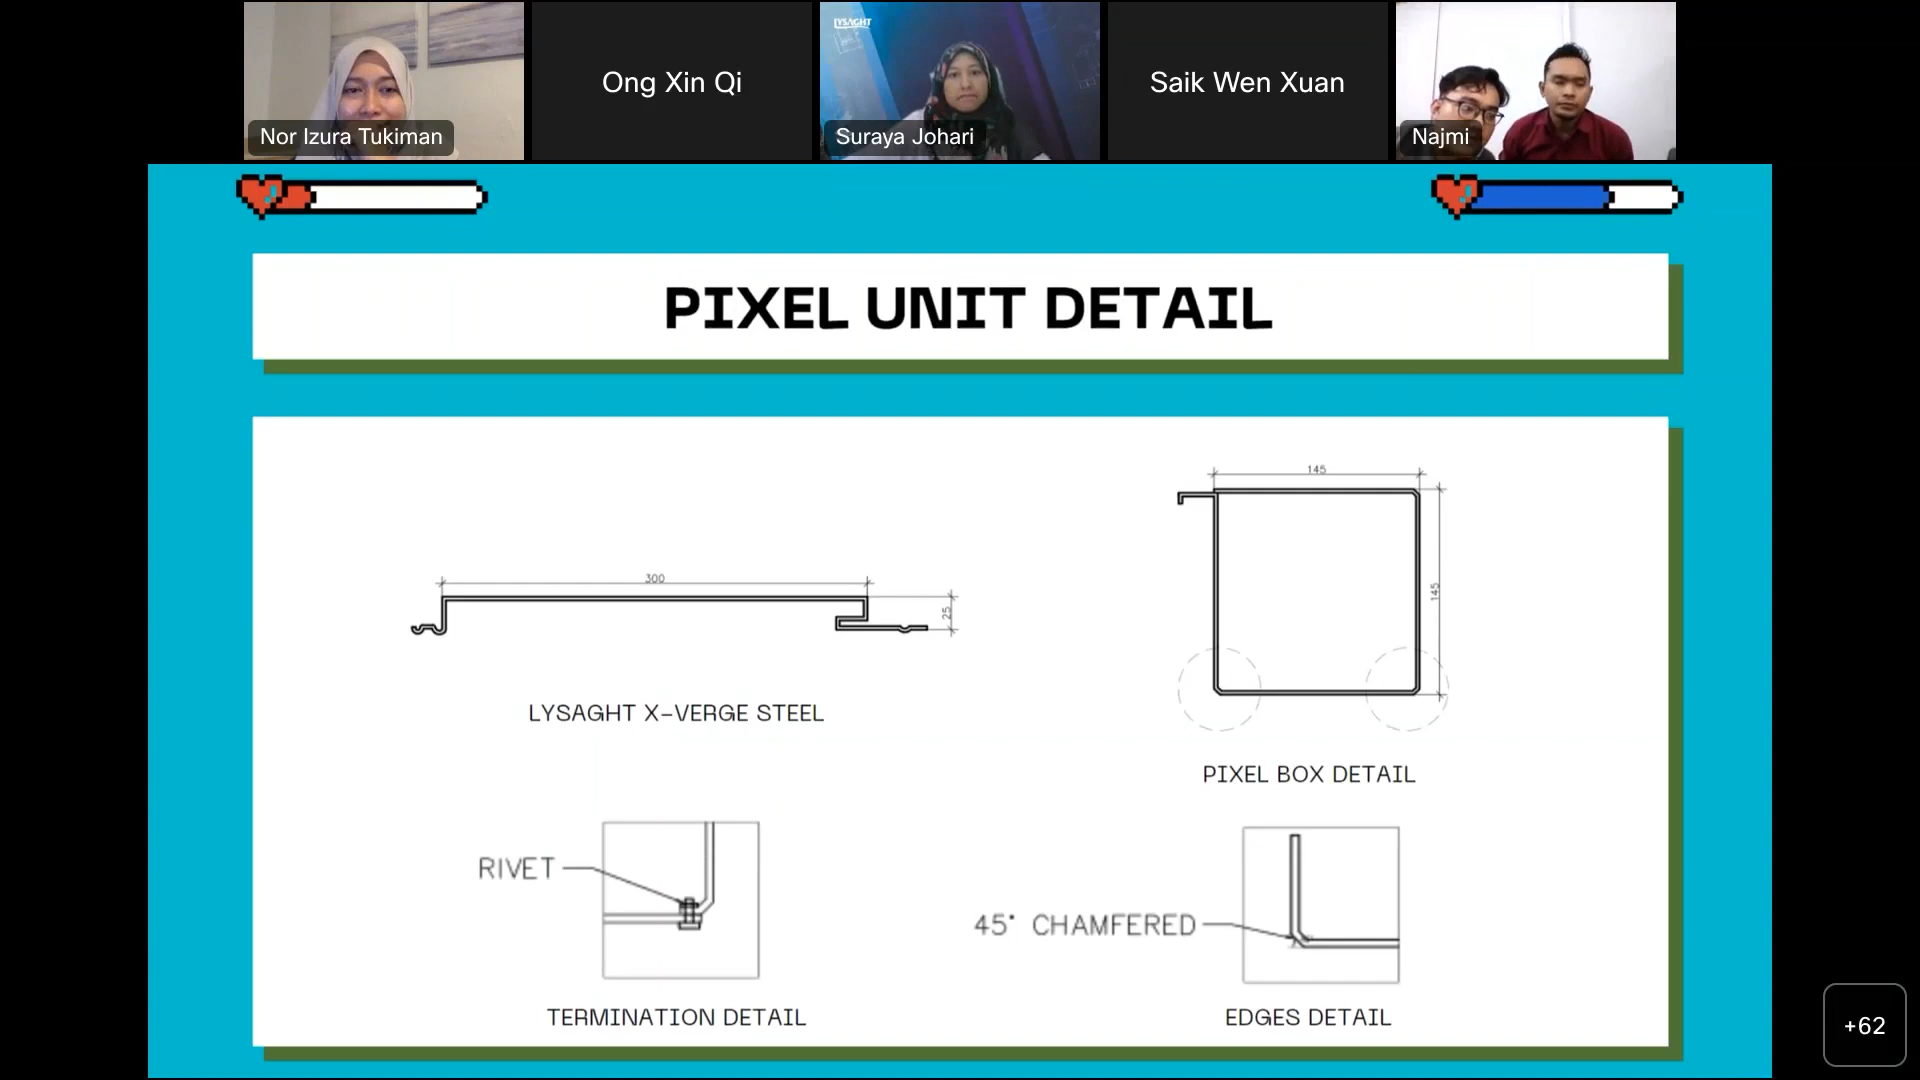 LYSAGHT
Nor Izura Tukiman
Ong Xin Qi
Suraya Johari
Saik Wen Xuan
Najmi
PIXEL UNIT DETAIL
300
25
LYSAGHT X-VERGE STEEL
145
145
PIXEL BOX DETAIL
RIVET
TERMINATION DETAIL
45° CHAMFERED
EDGES DETAIL
+62